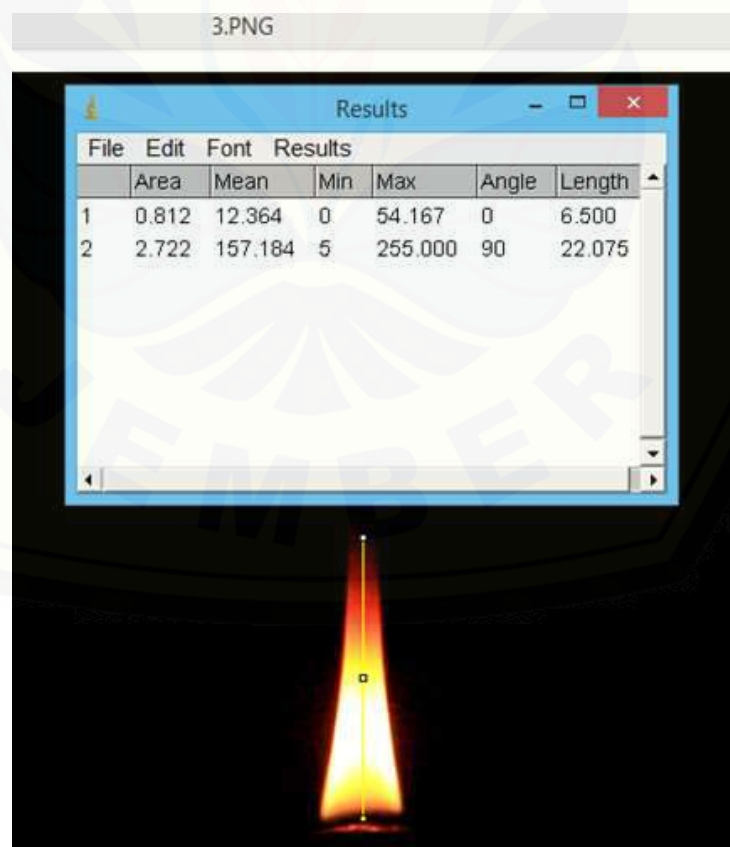 3.PNG
Results
File Edit Font Results
Area Mean Min Max Angle Length
1 0.812 12.364 0 54.167 0 6.500
2 2.722 157.184 5 255.000 90 22.075
JEMBER